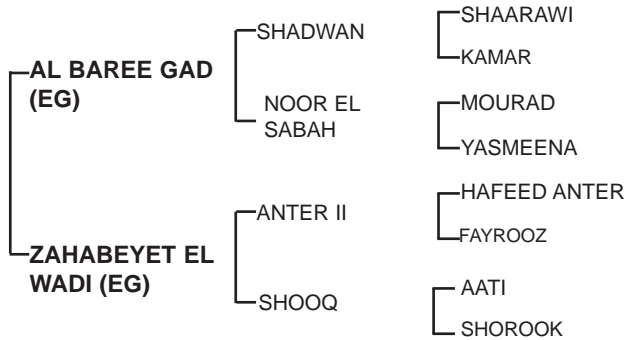 SHAARAWI
SHADWAN
KAMAR
AL BAREE GAD
(EG)
NOOR EL
SABAH
MOURAD
YASMEENA
HAFEED ANTER
ANTER II
FAYROOZ
ZAHABEYET EL
WADI (EG)
SHOOQ
AATI
SHOROOK